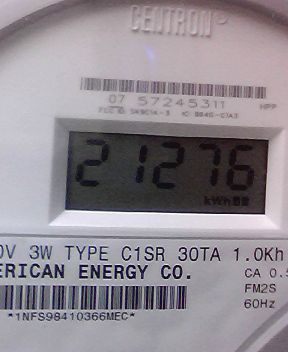 CENTRON
07 57245311 HPP
21276
kWh
0V 3W TYPE C1SR 30TA 1.0Kh
ERICAN ENERGY CO. CA 0.5
FM2S
60Hz
*1NFS98410366MEC*